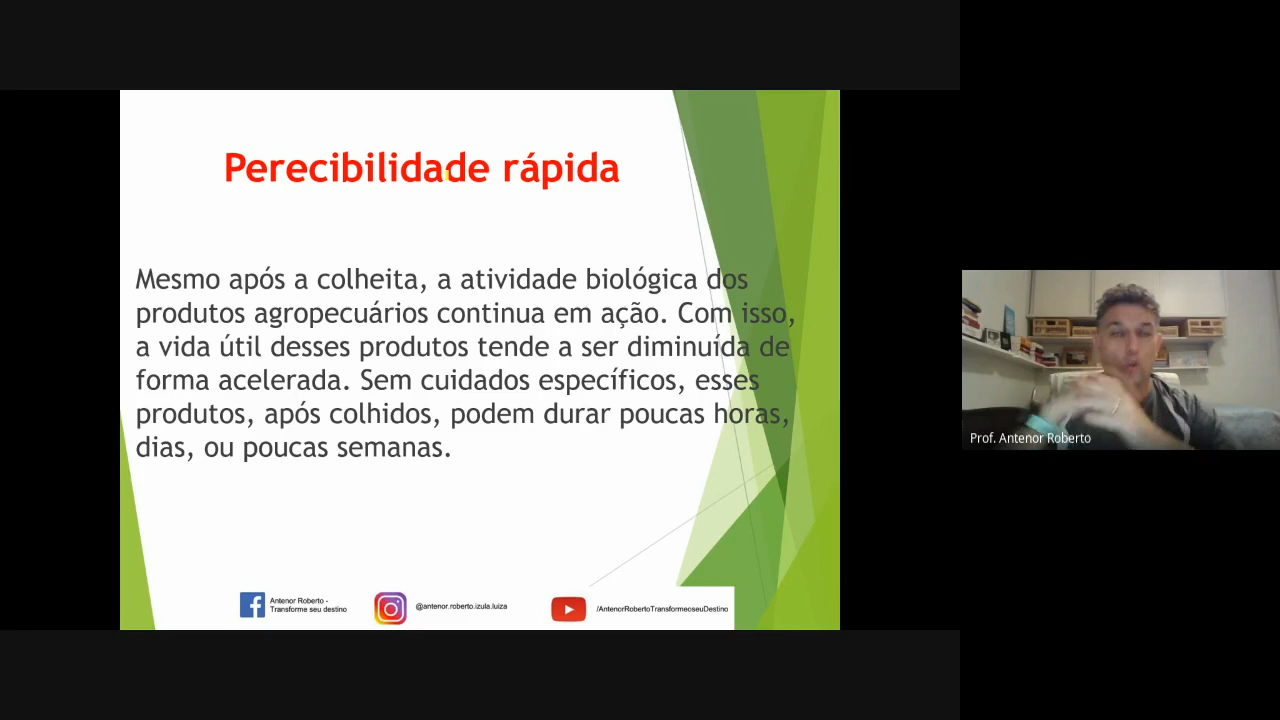 Perecibilidade rápida
Mesmo após a colheita, a atividade biológica dos
produtos agropecuários continua em ação. Com isso,
a vida útil desses produtos tende a ser diminuída de
forma acelerada. Sem cuidados específicos, esses
produtos, após colhidos, podem durar poucas horas,
dias, ou poucas semanas.
Antenor Roberto -
Transforme seu destino
@antenor.roberto.izula.luiza
/AntenorRobertoTransformeoseuDestino
Prof. Antenor Roberto